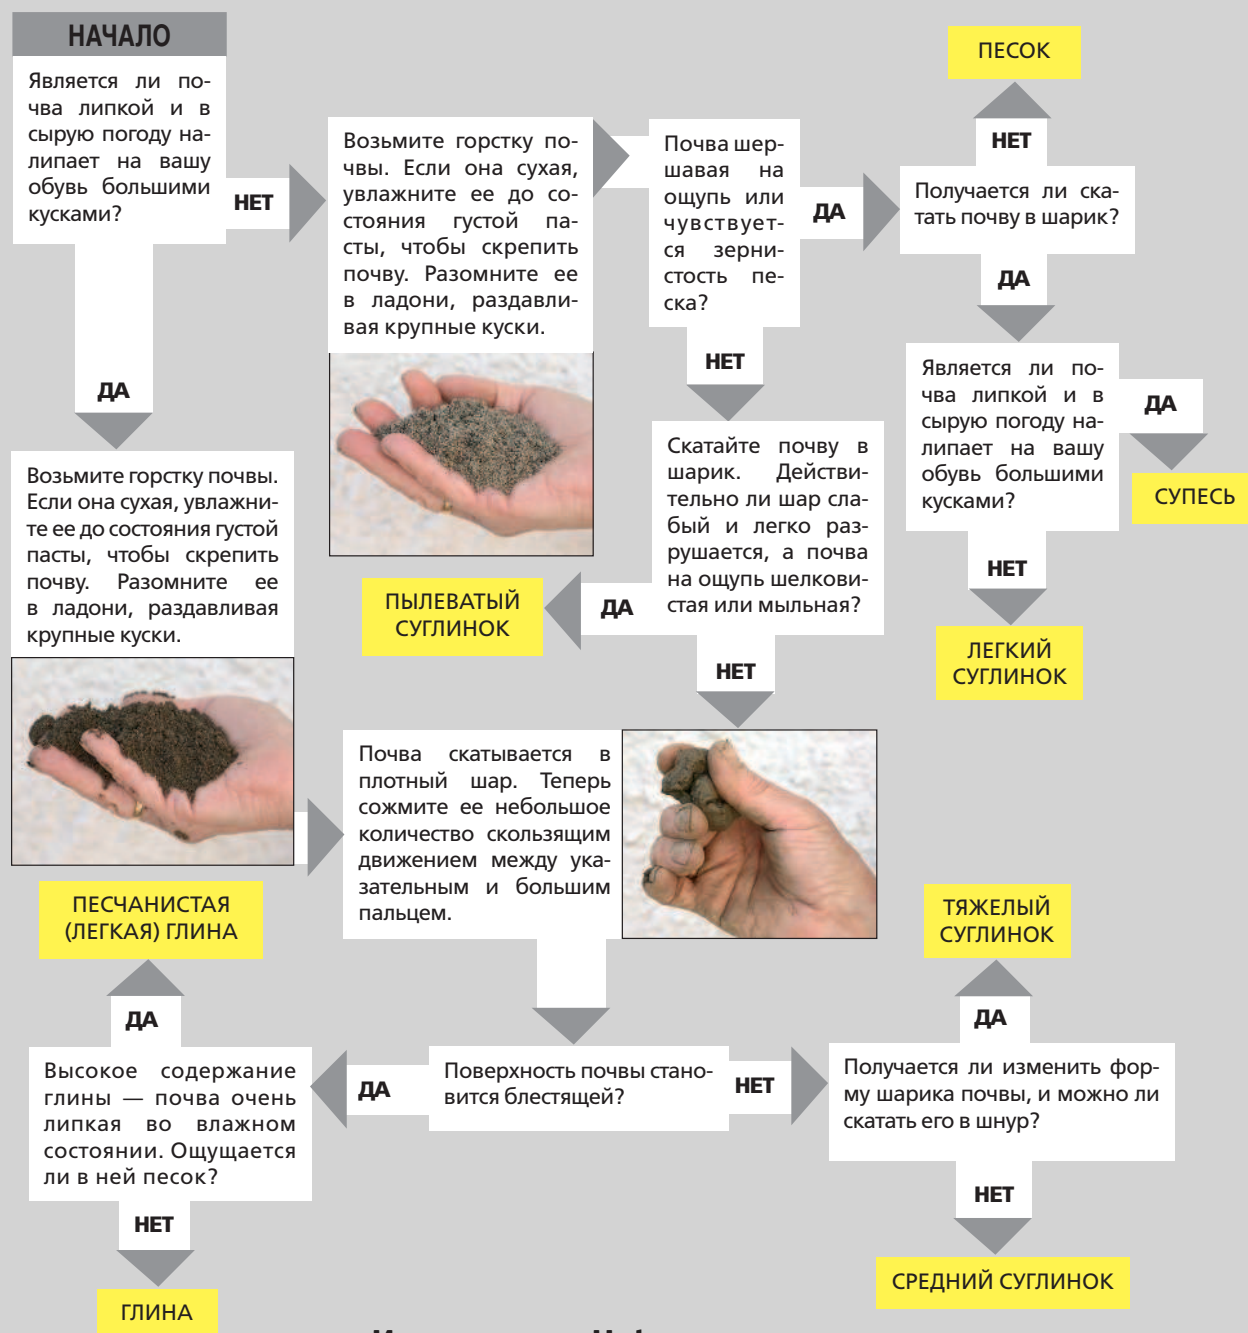 НАЧАЛО
Является ли по-
чва липкой и в
сырую погоду на-
липает на вашу
обувь большими
кусками?
НЕТ
ДА
Возьмите горстку по-
чвы. Если она сухая,
увлажните ее до со-
стояния густой па-
сты, чтобы скрепить
почву. Разомните ее
в ладони, раздавли-
вая крупные куски.
Почва шер-
шавая на
ощупь или
чувствует-
ся зерни-
стость пе-
ска?
ДА
НЕТ
ПЕСОК
НЕТ
Получается ли ска-
тать почву в шарик?
ДА
Является ли по-
чва липкой и в
сырую погоду на-
липает на вашу
обувь большими
кусками?
ДА
СУПЕСЬ
НЕТ
ЛЕГКИЙ
СУГЛИНОК
Скатайте почву в
шарик. Действи-
тельно ли шар сла-
бый и легко раз-
рушается, а почва
на ощупь шелкови-
стая или мыльная?
ДА
ПЫЛЕВАТЫЙ
СУГЛИНОК
НЕТ
Возьмите горстку почвы.
Если она сухая, увлажни-
те ее до состояния густой
пасты, чтобы скрепить
почву. Разомните ее
в ладони, раздавливая
крупные куски.
Почва скатывается в
плотный шар. Теперь
сожмите ее небольшое
количество скользящим
движением между ука-
зательным и большим
пальцем.
Поверхность почвы стано-
вится блестящей?
ДА
НЕТ
ПЕСЧАНИСТАЯ
(ЛЕГКАЯ) ГЛИНА
ДА
Высокое содержание
глины — почва очень
липкая во влажном
состоянии. Ощущается
ли в ней песок?
НЕТ
ГЛИНА
ТЯЖЕЛЫЙ
СУГЛИНОК
ДА
Получается ли изменить фор-
му шарика почвы, и можно ли
скатать его в шнур?
НЕТ
СРЕДНИЙ СУГЛИНОК